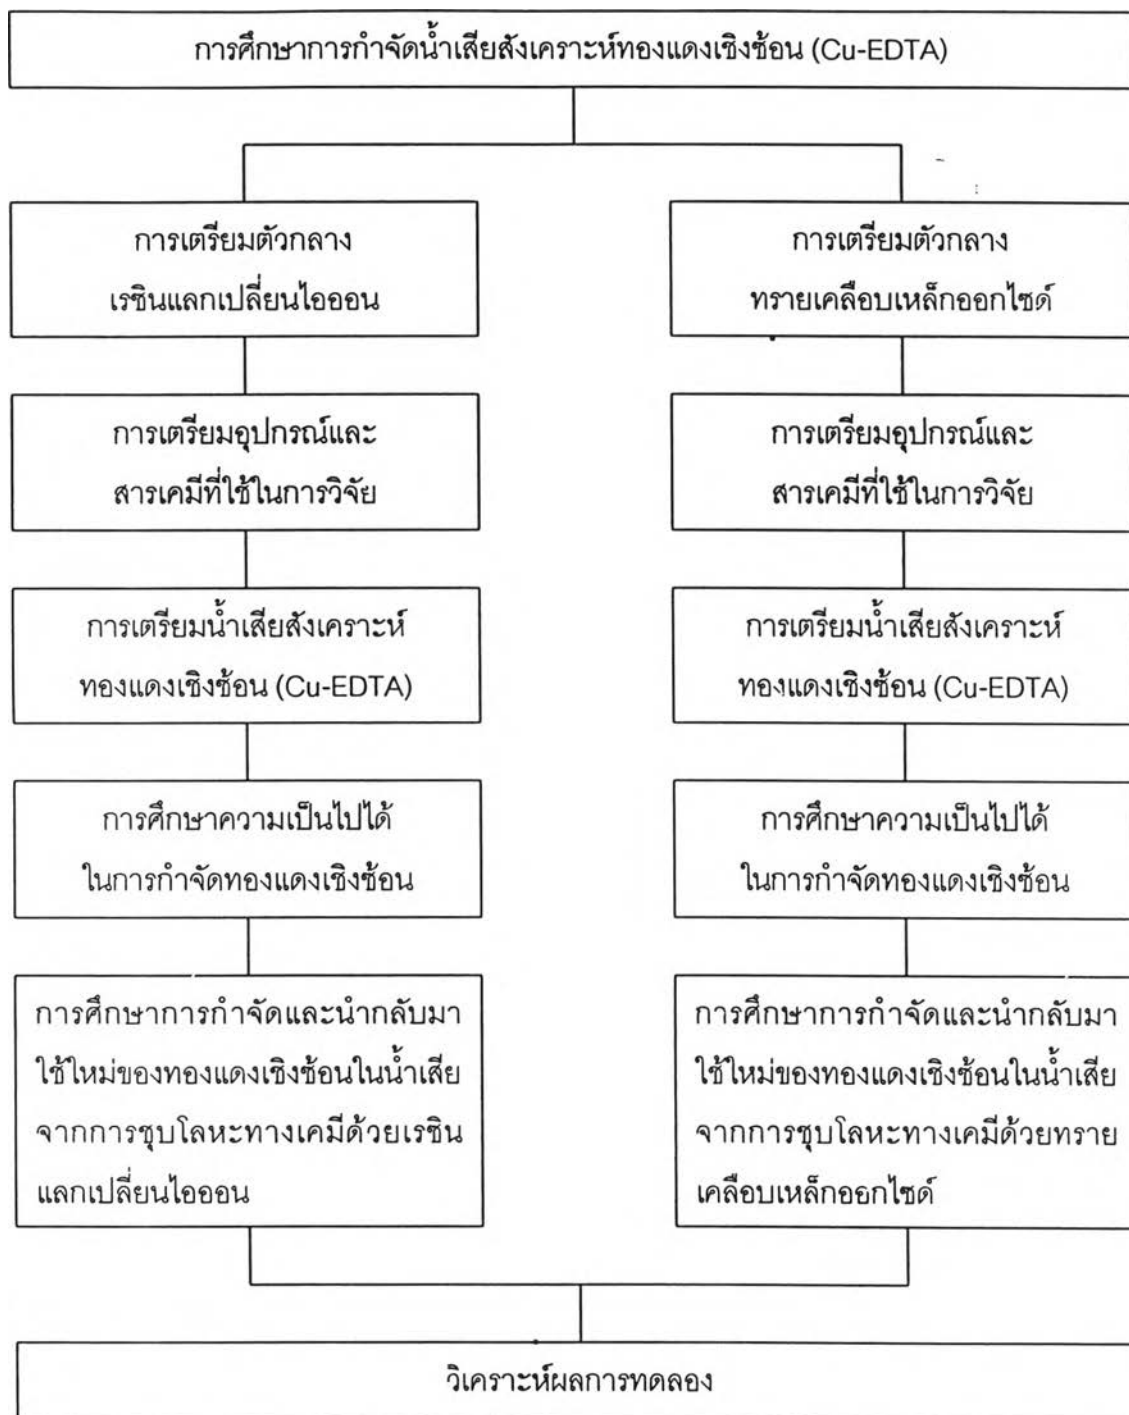 การศึกษาการกำจัดน้ำเสียสังเคราะห์ทองแดงเชิงซ้อน (Cu-EDTA)
การเตรียมตัวกลาง
เรซินแลกเปลี่ยนไอออน
การเตรียมอุปกรณ์และ
สารเคมีที่ใช้ในการวิจัย
การเตรียมน้ำเสียสังเคราะห์
ทองแดงเชิงซ้อน (Cu-EDTA)
การศึกษาความเป็นไปได้
ในการกำจัดทองแดงเชิงซ้อน
การศึกษาการกำจัดและนำกลับมา
ใช้ใหม่ของทองแดงเชิงซ้อนในน้ำเสีย
จากการชุบโลหะทางเคมีด้วยเรซิน
แลกเปลี่ยนไอออน
การเตรียมตัวกลาง
ทรายเคลือบเหล็กออกไซด์
การเตรียมอุปกรณ์และ
สารเคมีที่ใช้ในการวิจัย
การเตรียมน้ำเสียสังเคราะห์
ทองแดงเชิงซ้อน (Cu-EDTA)
การศึกษาความเป็นไปได้
ในการกำจัดทองแดงเชิงซ้อน
การศึกษาการกำจัดและนำกลับมา
ใช้ใหม่ของทองแดงเชิงซ้อนในน้ำเสีย
จากการชุบโลหะทางเคมีด้วยทราย
เคลือบเหล็กออกไซด์
วิเคราะห์ผลการทดลอง